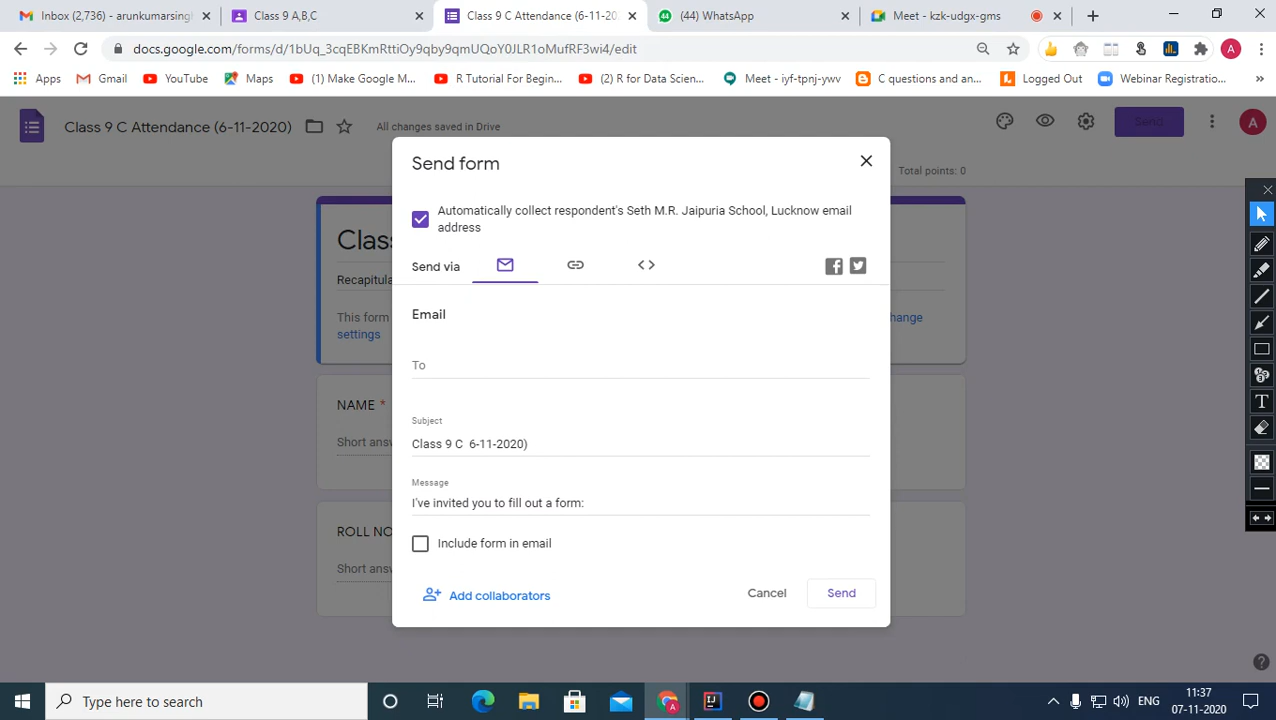 Inbox (2,736) - arunkumarsin
Class 9 A,B,C
Class 9 C Attendance (6-11-20
(44) WhatsApp
Meet - kzk-udgx-gms
docs.google.com/forms/d/1bUq_3cqEBKmRttiOy9qby9qmUQoY0JLR1oMufRF3wi4/edit
A
Apps
Gmail
YouTube
Maps
(1) Make Google M...
R Tutorial For Begin...
(2) R for Data Scien...
Meet - iyf-tpnj-ywv
C questions and an...
Logged Out
Webinar Registratio...
»
Class 9 C Attendance (6-11-2020)
All changes saved in Drive
Send
A
Total points: 0
Send form
Automatically collect respondent's Seth M.R. Jaipuria School, Lucknow email
address
Send via
Email
To
Subject
Class 9 C 6-11-2020)
Message
I've invited you to fill out a form:
Include form in email
Add collaborators
Cancel
Send
Clas
Recapitula
This form
hange
settings
NAME *
Short answ
ROLL NO
Short answ
Type here to search
ENG
11:37
07-11-2020